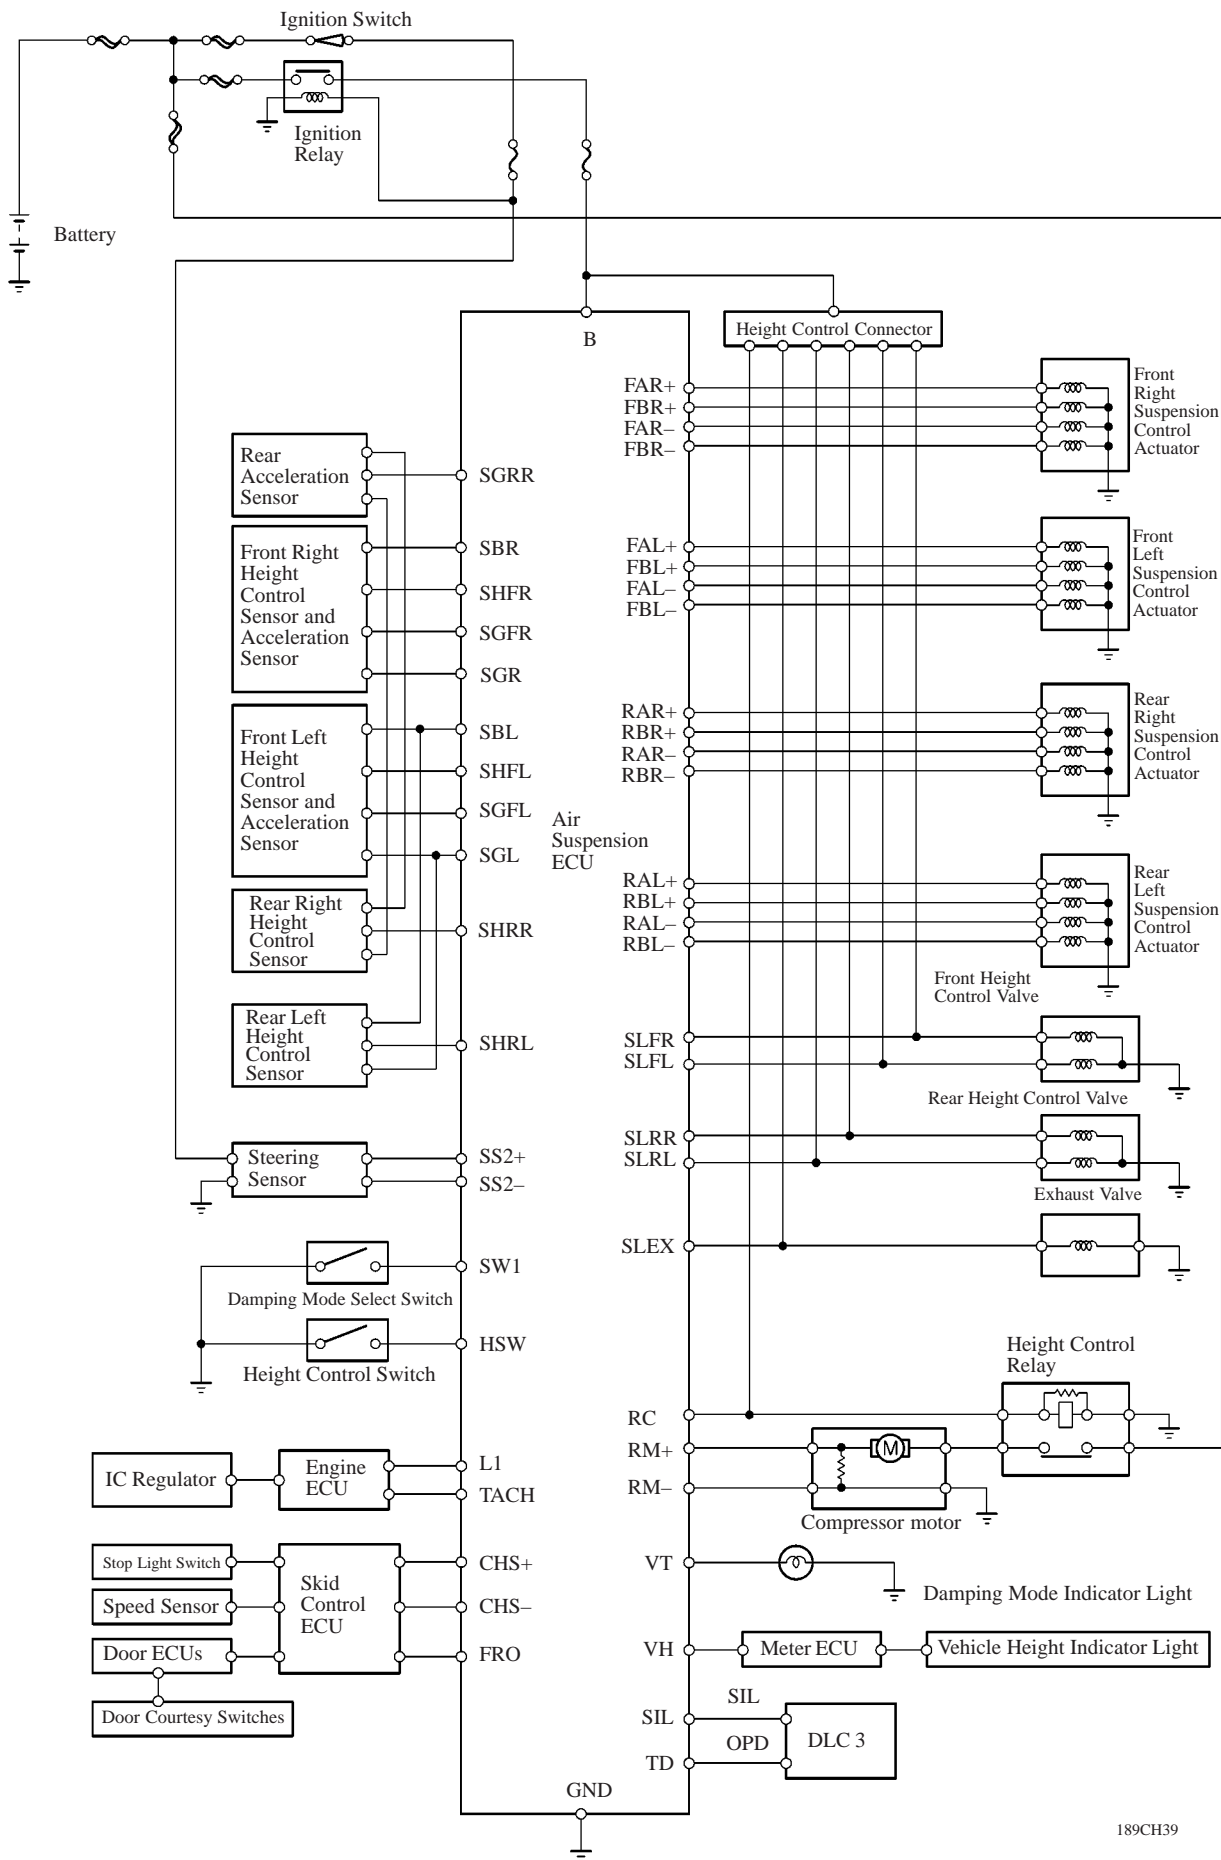 Ignition Switch
Ignition
Relay
Battery
B
Height Control Connector
FAR+
FBR+
FAR–
FBR–
Front
Right
Suspension
Control
Actuator
Rear
Acceleration
Sensor
SGRR
Front Right
Height
Control
Sensor and
Acceleration
Sensor
SBR
SHFR
SGFR
SGR
FAL+
FBL+
FAL–
FBL–
Front
Left
Suspension
Control
Actuator
Front Left
Height
Control
Sensor and
Acceleration
Sensor
SBL
SHFL
SGFL
SGL
Air
Suspension
ECU
RAR+
RBR+
RAR–
RBR–
Rear
Right
Suspension
Control
Actuator
Rear Right
Height
Control
Sensor
SHRR
RAL+
RBL+
RAL–
RBL–
Rear
Left
Suspension
Control
Actuator
Rear Left
Height
Control
Sensor
SHRL
Front Height
Control Valve
SLFR
SLFL
Rear Height Control Valve
Steering
Sensor
SS2+
SS2–
SLRR
SLRL
Exhaust Valve
SLEX
SW1
Damping Mode Select Switch
HSW
Height Control Switch
Height Control
Relay
RC
RM+
RM–
M
Compressor motor
IC Regulator
Engine
ECU
L1
TACH
Stop Light Switch
Speed Sensor
Door ECUs
Door Courtesy Switches
Skid
Control
ECU
CHS+
CHS–
FRO
VT
Damping Mode Indicator Light
VH
Meter ECU
Vehicle Height Indicator Light
SIL
SIL
OPD
TD
DLC 3
GND
189CH39